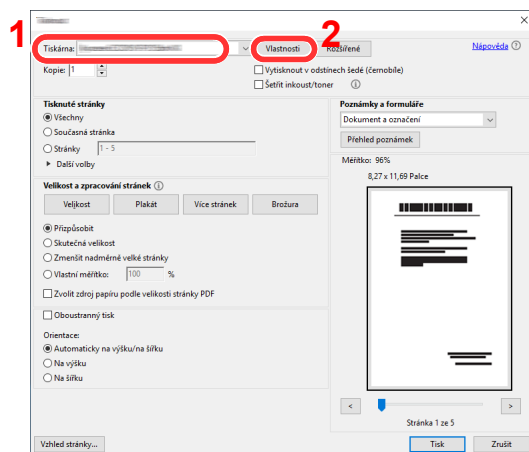 1
2
Tiskárna:
Vlastnosti
Rozšířené
Nápověda
Kopie: 1
Vytisknout v odstínech šedé (černobíle)
Šetřit inkoust/toner
Tisknuté stránky
Všechny
Současná stránka
Stránky 1 - 5
Další volby
Velikost a zpracování stránek
Velikost Plakát Více stránek Brožura
Přizpůsobit
Skutečná velikost
Zmenšit nadměrné velké stránky
Vlastní měřítko: 100 %
Zvolit zdroj papíru podle velikosti stránky PDF
Oboustranný tisk
Orientace:
Automaticky na výšku/na šířku
Na výšku
Na šířku
Poznámky a formuláře
Dokument a označení
Přehled poznámek
Měřítko: 96%
8,27 x 11,69 Palce
< >
Stránka 1 ze 5
Vzhled stránky...
Tisk
Zrušit